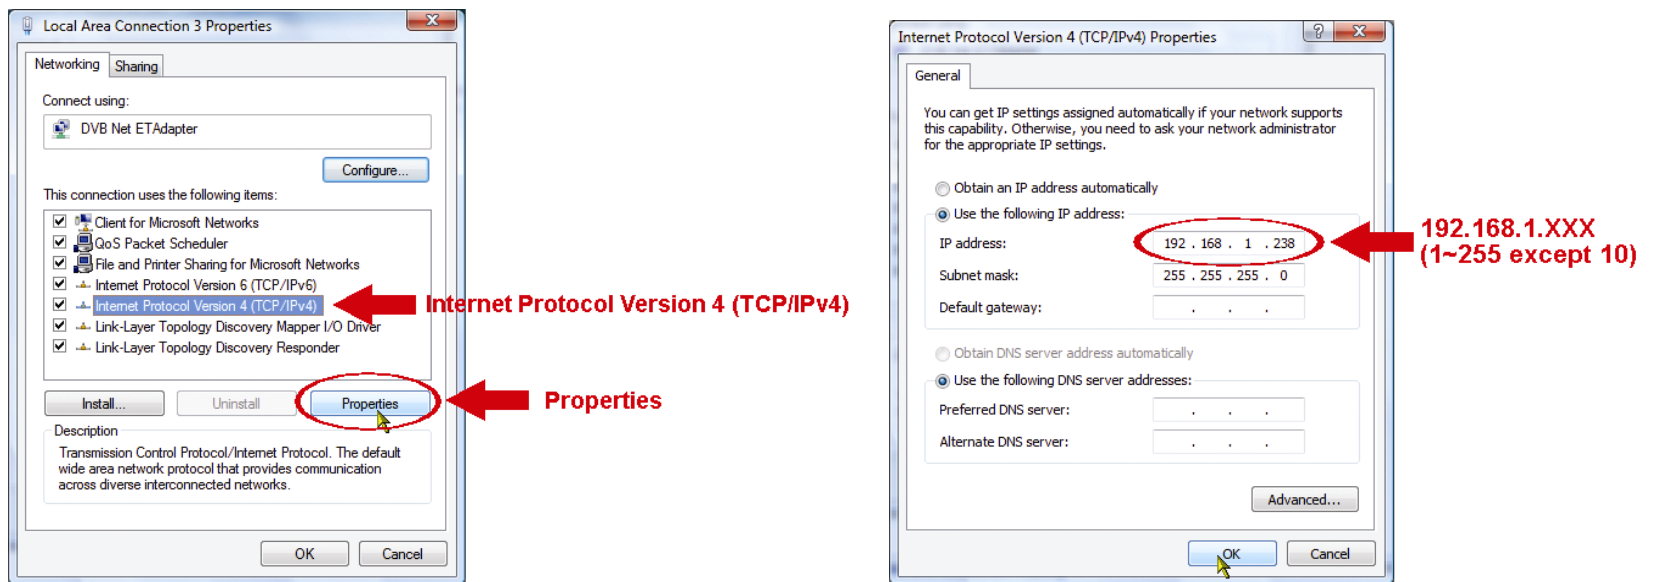 Local Area Connection 3 Properties
Networking
Sharing
Connect using:
DVB Net ETAdapter
Configure...
This connection uses the following items:
Client for Microsoft Networks
QoS Packet Scheduler
File and Printer Sharing for Microsoft Networks
Internet Protocol Version 6 (TCP/IPv6)
Internet Protocol Version 4 (TCP/IPv4)
Link-Layer Topology Discovery Mapper I/O Driver
Link-Layer Topology Discovery Responder
Install...
Uninstall
Properties
Description
Transmission Control Protocol/Internet Protocol. The default
wide area network protocol that provides communication
across diverse interconnected networks.
OK
Cancel
Internet Protocol Version 4 (TCP/IPv4)
Properties
Internet Protocol Version 4 (TCP/IPv4) Properties
General
You can get IP settings assigned automatically if your network supports
this capability. Otherwise, you need to ask your network administrator
for the appropriate IP settings.
Obtain an IP address automatically
Use the following IP address:
IP address:
192 . 168 . 1 . 238
Subnet mask:
255 . 255 . 255 . 0
Default gateway:
. . .
Obtain DNS server address automatically
Use the following DNS server addresses:
Preferred DNS server:
. . .
Alternate DNS server:
. . .
Advanced...
OK
Cancel
192.168.1.XXX
(1~255 except 10)